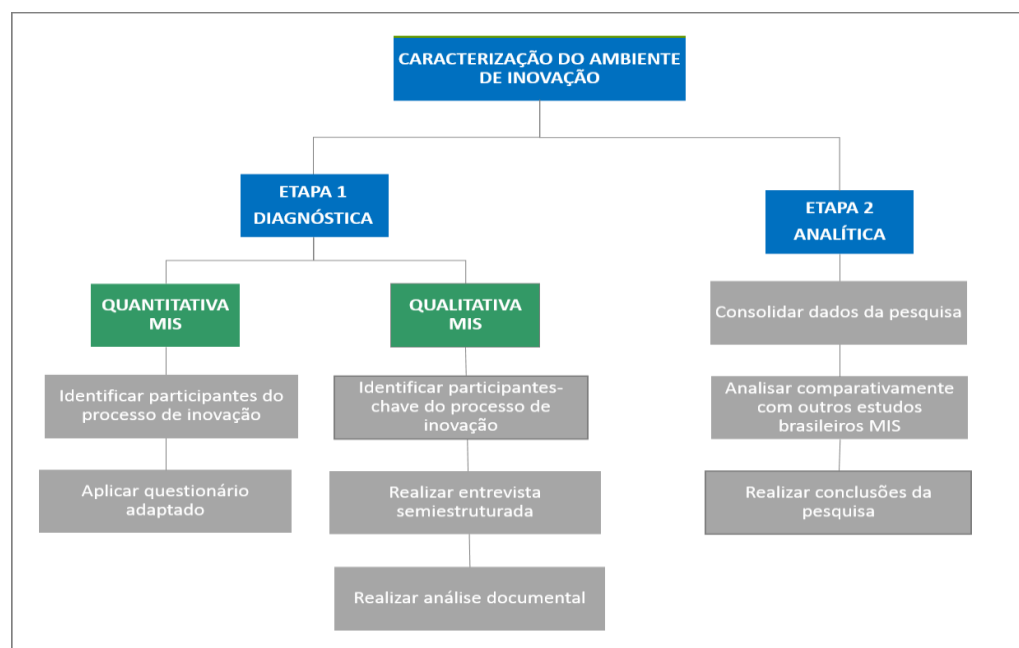 CARACTERIZAÇÃO DO AMBIENTE
DE INOVAÇÃO
ETAPA 1
DIAGNÓSTICA
QUANTITATIVA
MIS
Identificar participantes do
processo de inovação
Aplicar questionário
adaptado
QUALITATIVA
MIS
Identificar participantes-
chave do processo de
inovação
Realizar entrevista
semiestruturada
Realizar análise documental
ETAPA 2
ANALÍTICA
Consolidar dados da pesquisa
Analisar comparativamente
com outros estudos
brasileiros MIS
Realizar conclusões da
pesquisa